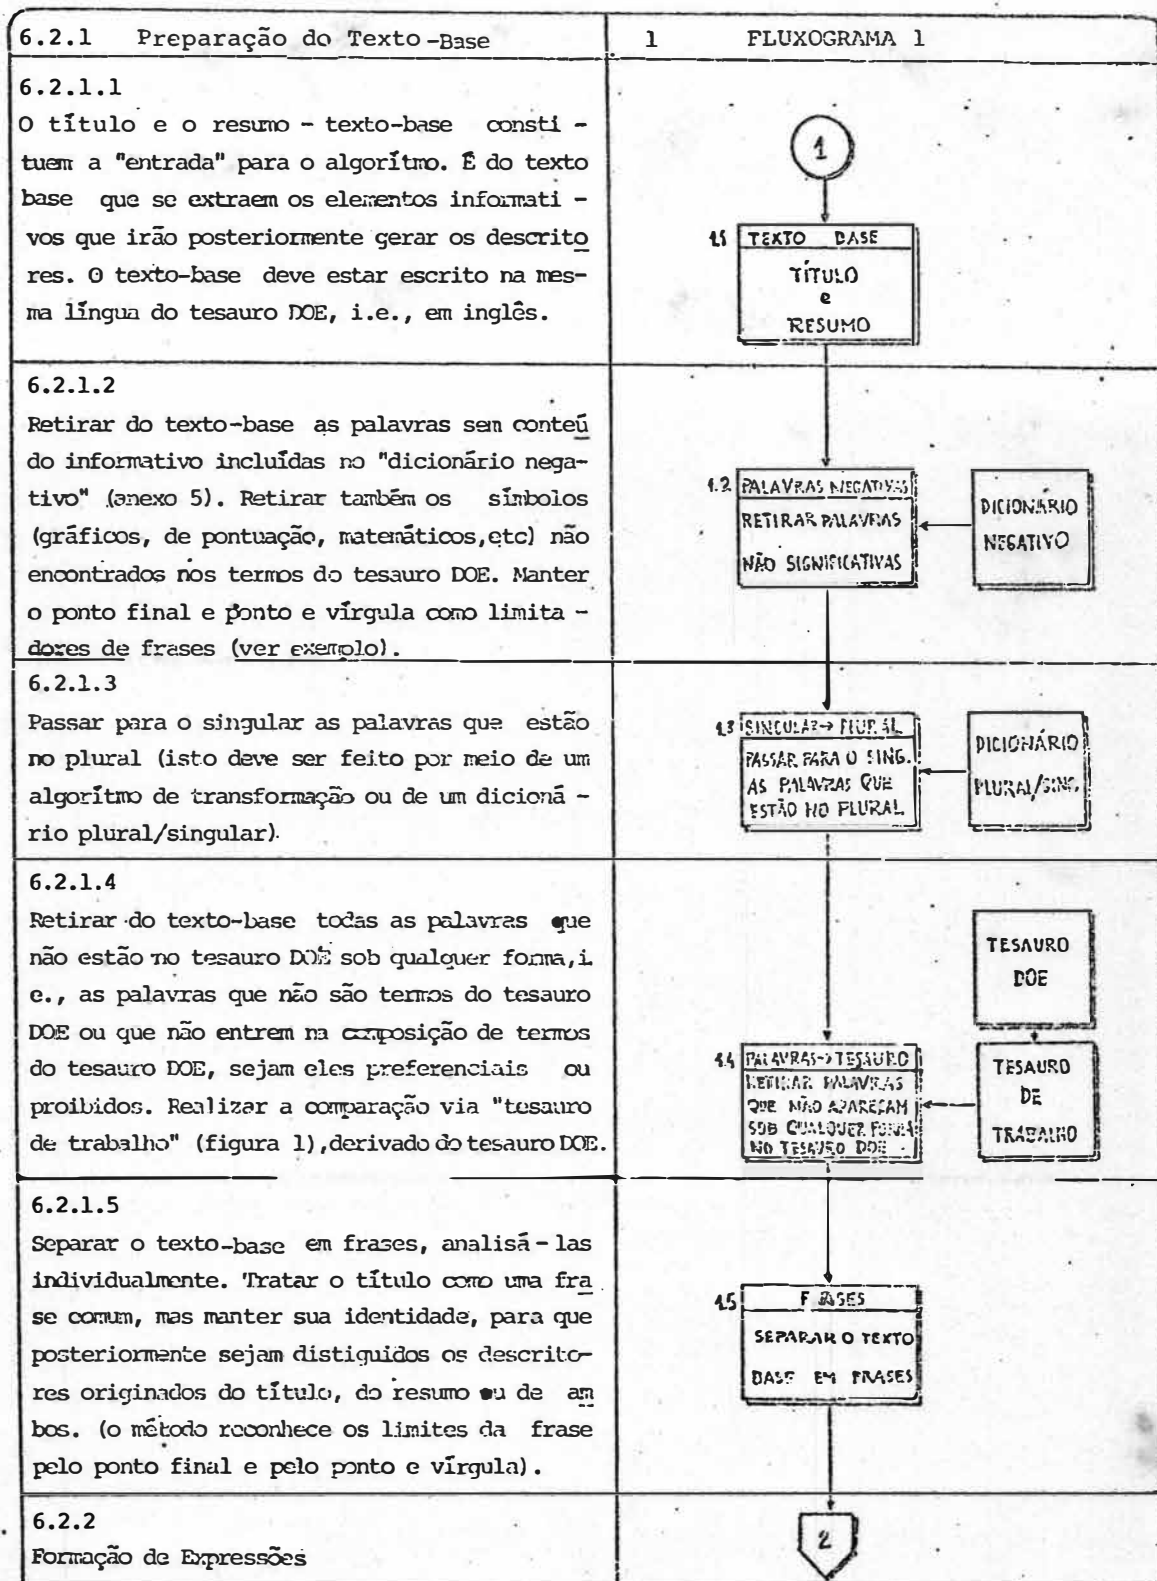 6.2.1 Preparação do Texto-Base
1 FLUXOGRAMA 1
6.2.1.1
O título e o resumo - texto-base consti -
tuem a "entrada" para o algorítmo. É do texto
base que se extraem os elementos informati -
vos que irão posteriormente gerar os descrito
res. O texto-base deve estar escrito na mes-
ma língua do tesauro DOE, i.e., em inglês.
1
1.1 TEXTO BASE
TÍTULO
e
RESUMO
6.2.1.2
Retirar do texto-base as palavras sem conteú
do informativo incluídas no "dicionário nega-
tivo" (anexo 5). Retirar também os símbolos
(gráficos, de pontuação, matemáticos,etc) não
encontrados nos termos do tesauro DOE. Manter
o ponto final e ponto e vírgula como limita -
dores de frases (ver exemplo).
1.2 PALAVRAS NEGATIVAS
RETIRAR PALAVRAS
NÃO SIGNIFICATIVAS
DICIONÁRIO
NEGATIVO
6.2.1.3
Passar para o singular as palavras que estão
no plural (isto deve ser feito por meio de um
algorítmo de transformação ou de um dicioná -
rio plural/singular).
1.3 SINGULAR→ PLURAL
PASSAR PARA O SING.
AS PALAVRAS QUE
ESTÃO NO PLURAL
DICIONÁRIO
PLURAL/SING.
6.2.1.4
Retirar do texto-base todas as palavras que
não estão no tesauro DOE sob qualquer forma,i
e., as palavras que não são termos do tesauro
DOE ou que não entrem na composição de termos
do tesauro DOE, sejam eles preferenciais ou
proibidos. Realizar a comparação via "tesauro
de trabalho" (figura 1),derivado do tesauro DOE.
TESAURO
DOE
1.4 PALAVRAS→TESAURO
RETIRAR PALAVRAS
QUE NÃO APAREÇAM
SOB QUALQUER FORMA
NO TESAURO DOE
TESAURO
DE
TRABALHO
6.2.1.5
Separar o texto-base em frases, analisá-las
individualmente. Tratar o título como uma fra
se comum, mas manter sua identidade, para que
posteriormente sejam distiguidos os descrito-
res originados do título, do resumo ou de am
bos. (o método reconhece os limites da frase
pelo ponto final e pelo ponto e vírgula).
1.5 FRASES
SEPARAR O TEXTO
BASE EM FRASES
6.2.2
Formação de Expressões
2